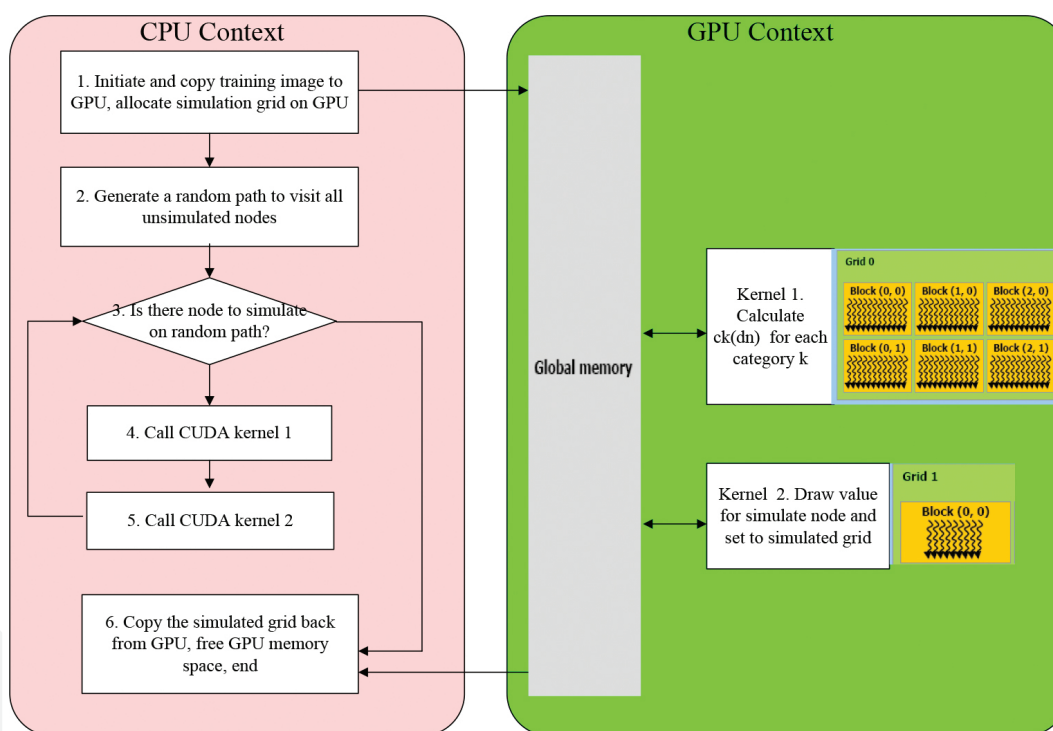 CPU Context
1. Initiate and copy training image to
GPU, allocate simulation grid on GPU
2. Generate a random path to visit all
unsimulated nodes
3. Is there node to simulate
on random path?
4. Call CUDA kernel 1
5. Call CUDA kernel 2
6. Copy the simulated grid back
from GPU, free GPU memory
space, end
GPU Context
Global memory
Kernel 1.
Calculate
ck(dn) for each
category k
Grid 0
Block (0, 0) Block (1, 0) Block (2, 0)
Block (0, 1) Block (1, 1) Block (2, 1)
Kernel 2. Draw value
for simulate node and
set to simulated grid
Grid 1
Block (0, 0)